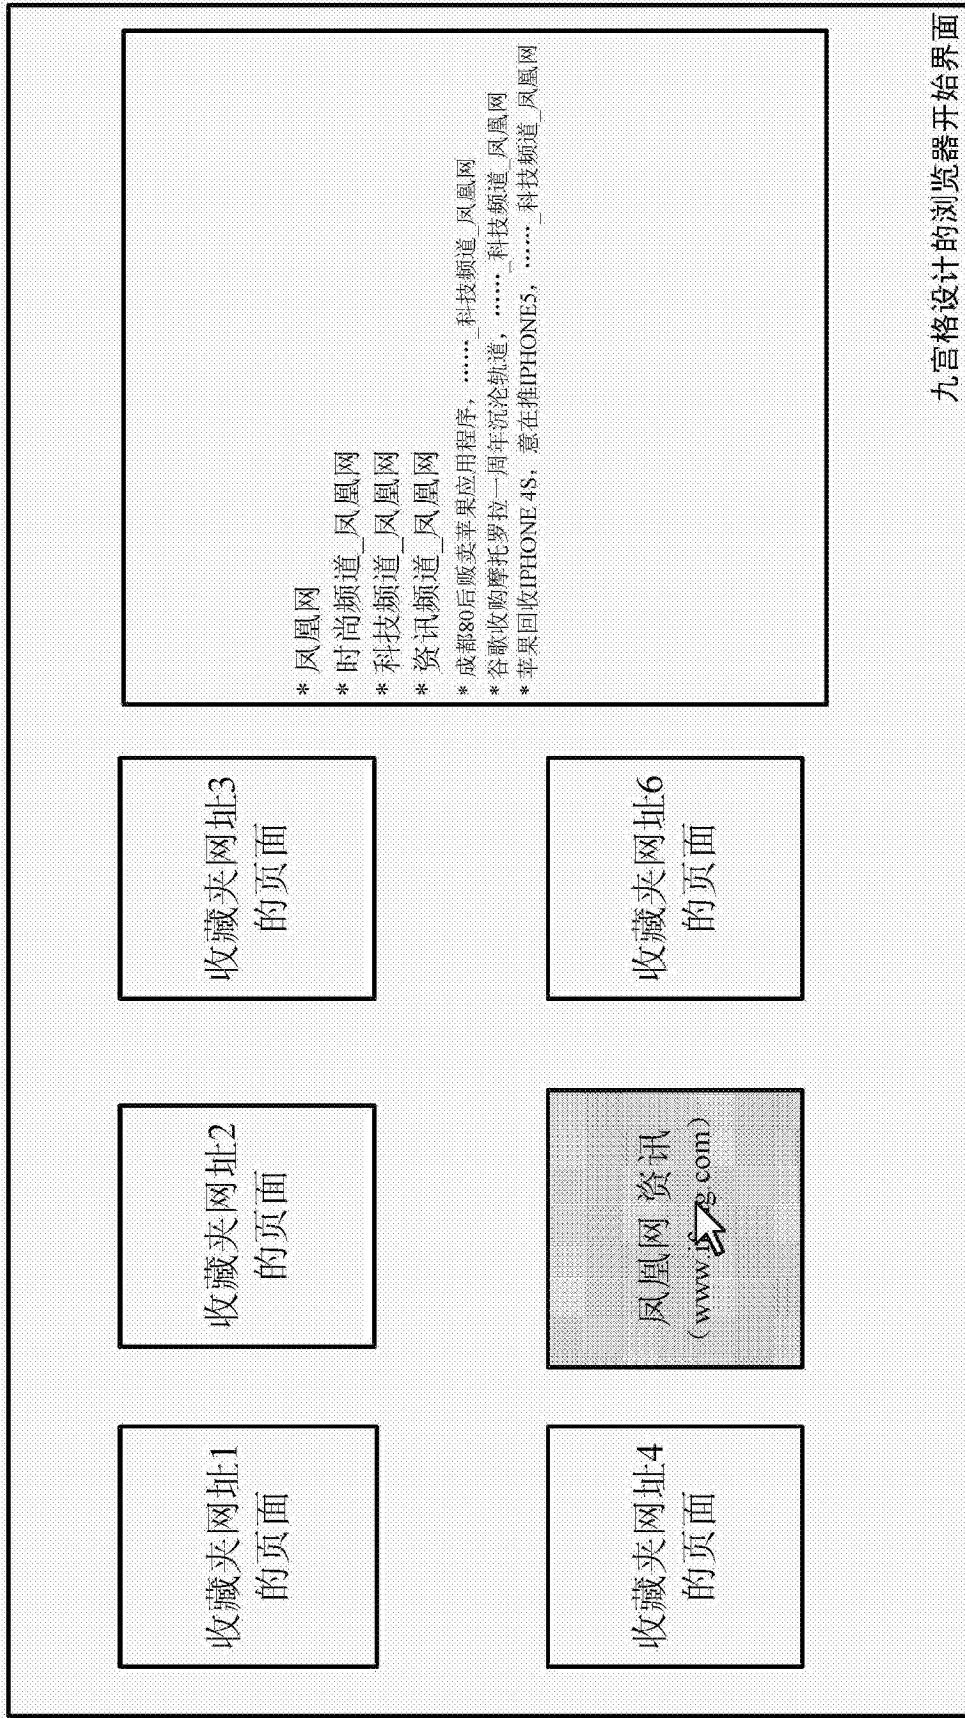 收藏夹网址1
的页面
收藏夹网址2
的页面
收藏夹网址3
的页面
收藏夹网址4
的页面
凤凰网 资讯
收藏夹网址6
的页面
* 凤凰网
* 时尚频道_凤凰网
* 科技频道_凤凰网
* 资讯频道_凤凰网
* 成都80后贩卖苹果应用程序，……_科技频道_凤凰网
* 谷歌收购摩托罗拉一周年沉沦轨道，……_科技频道_凤凰网
* 苹果回收IPHONE 4S，意在推IPHONE5，……_科技频道_凤凰网
九宫格设计的浏览器开始界面